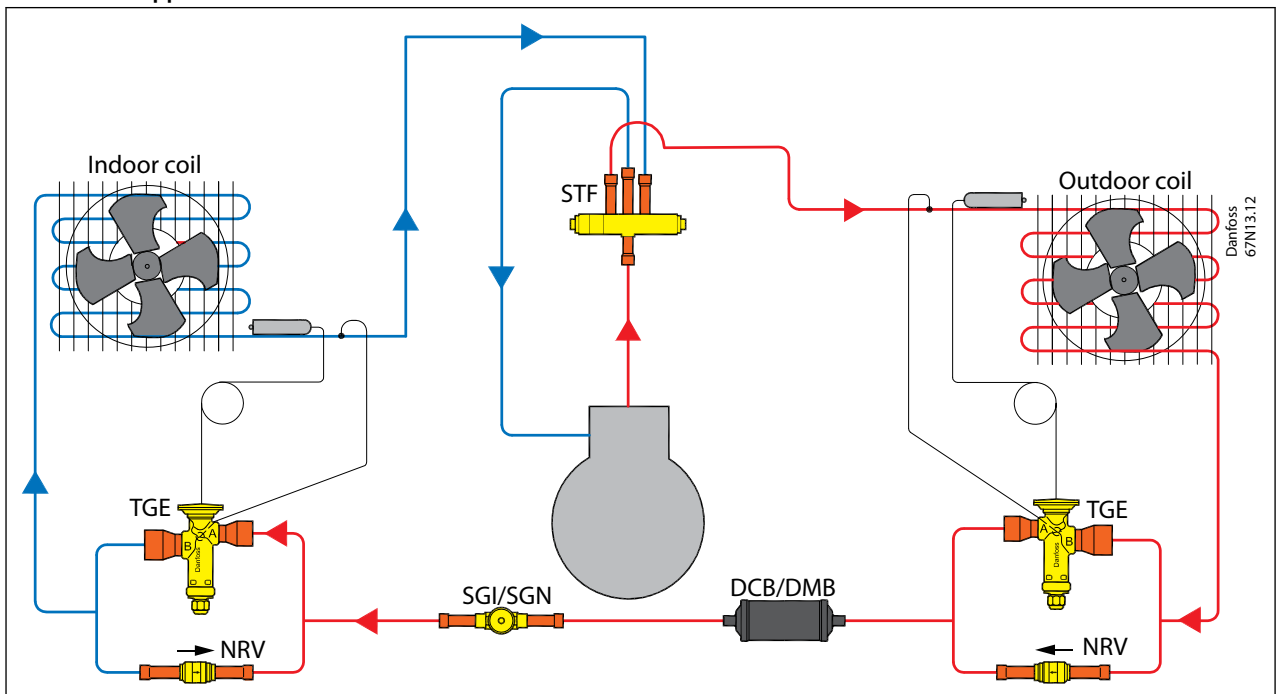 Indoor coil
STF
Outdoor coil
Danfoss
67N13.12
TGE
A
B
Danfoss
TGE
A
B
Danfoss
SGI/SGN
DCB/DMB
NRV
NRV